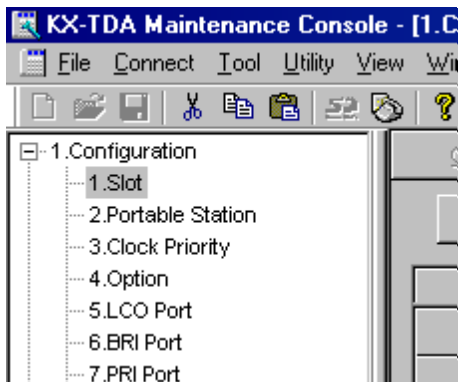 KX-TDA Maintenance Console - [1.C
File Connect Tool Utility View Wi
1.Configuration
1.Slot
2.Portable Station
3.Clock Priority
4.Option
5.LCO Port
6.BRI Port
7.PRI Port